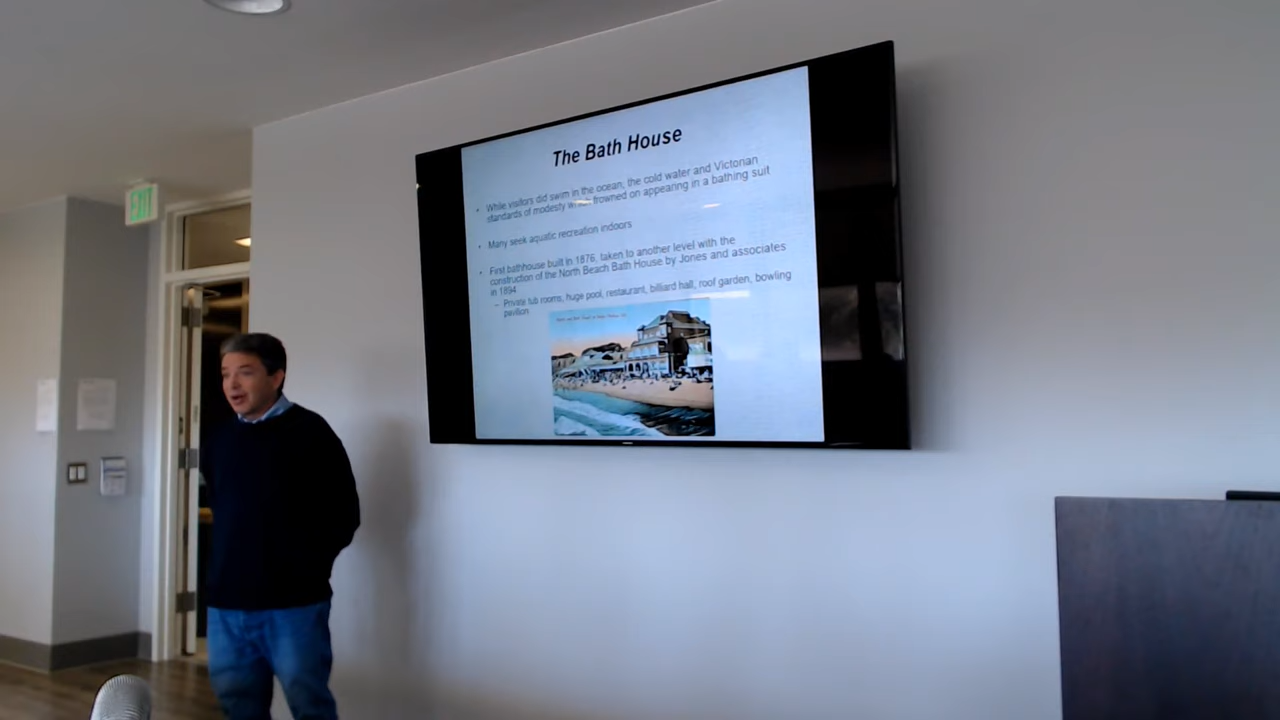 EXIT
The Bath House
While visitors did swim in the ocean, the cold water and Victorian
standards of modesty which frowned on appearing in a bathing suit
Many seek aquatic recreation indoors
First bathhouse built in 1876, taken to another level with the
construction of the North Beach Bath House by Jones and associates
in 1894
– Private tub rooms, huge pool, restaurant, billiard hall, roof garden, bowling
pavilion